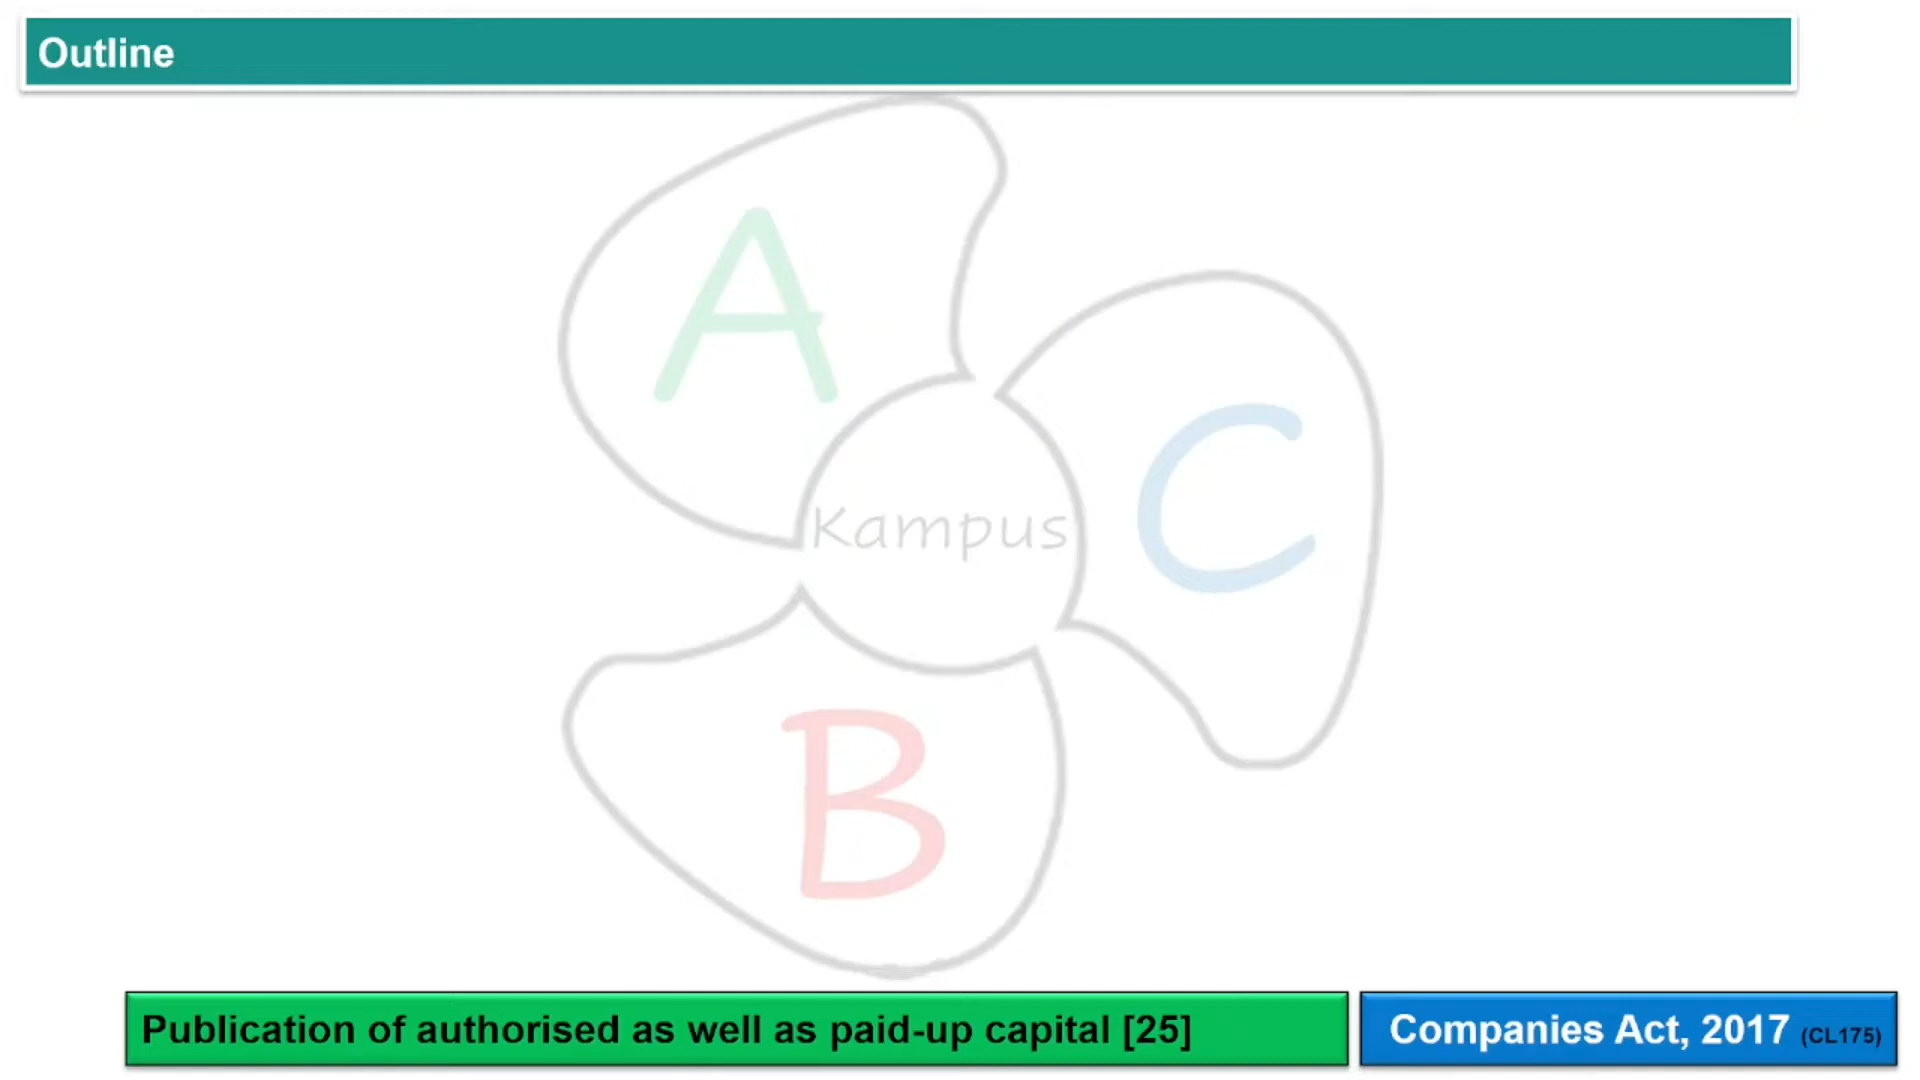 Outline
A
C
Kampus
B
Publication of authorised as well as paid-up capital [25]
Companies Act, 2017 (CL175)